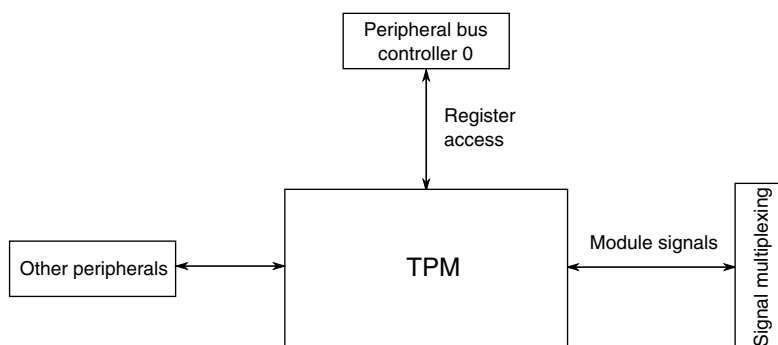 Peripheral bus
controller 0
Register
access
Other peripherals
TPM
Module signals
Signal multiplexing